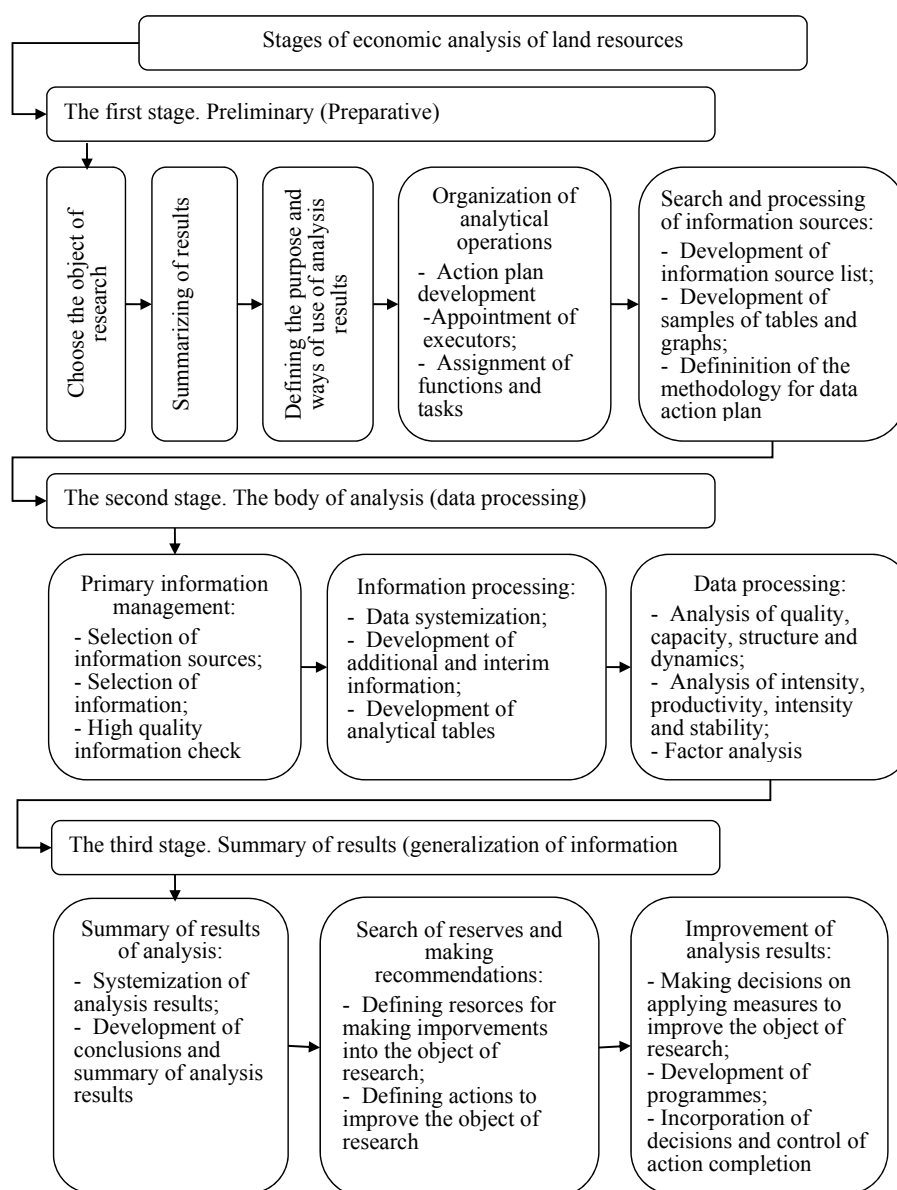 Stages of economic analysis of land resources
The first stage. Preliminary (Preparative)
Choose the object of
research
Summarizing of results
Defining the purpose and
ways of use of analysis
results
Organization of
analytical
operations
- Action plan
development
-Appointment of
executors;
- Assignment of
functions and
tasks
Search and processing
of information sources:
- Development of
information source list;
- Development of
samples of tables and
graphs;
- Defininition of the
methodology for data
action plan
The second stage. The body of analysis (data processing)
Primary information
management:
- Selection of
information sources;
- Selection of
information;
- High quality
information check
Information processing:
- Data systemization;
- Development of
additional and interim
information;
- Development of
analytical tables
Data processing:
- Analysis of quality,
capacity, structure and
dynamics;
- Analysis of intensity,
productivity, intensity
and stability;
- Factor analysis
The third stage. Summary of results (generalization of information
Summary of results
of analysis:
- Systemization of
analysis results;
- Development of
conclusions and
summary of analysis
results
Search of reserves and
making
recommendations:
- Defining resorces for
making imporvements
into the object of
research;
- Defining actions to
improve the object of
research
Improvement of
analysis results:
- Making decisions on
applying measures to
improve the object of
research;
- Development of
programmes;
- Incorporation of
decisions and control of
action completion